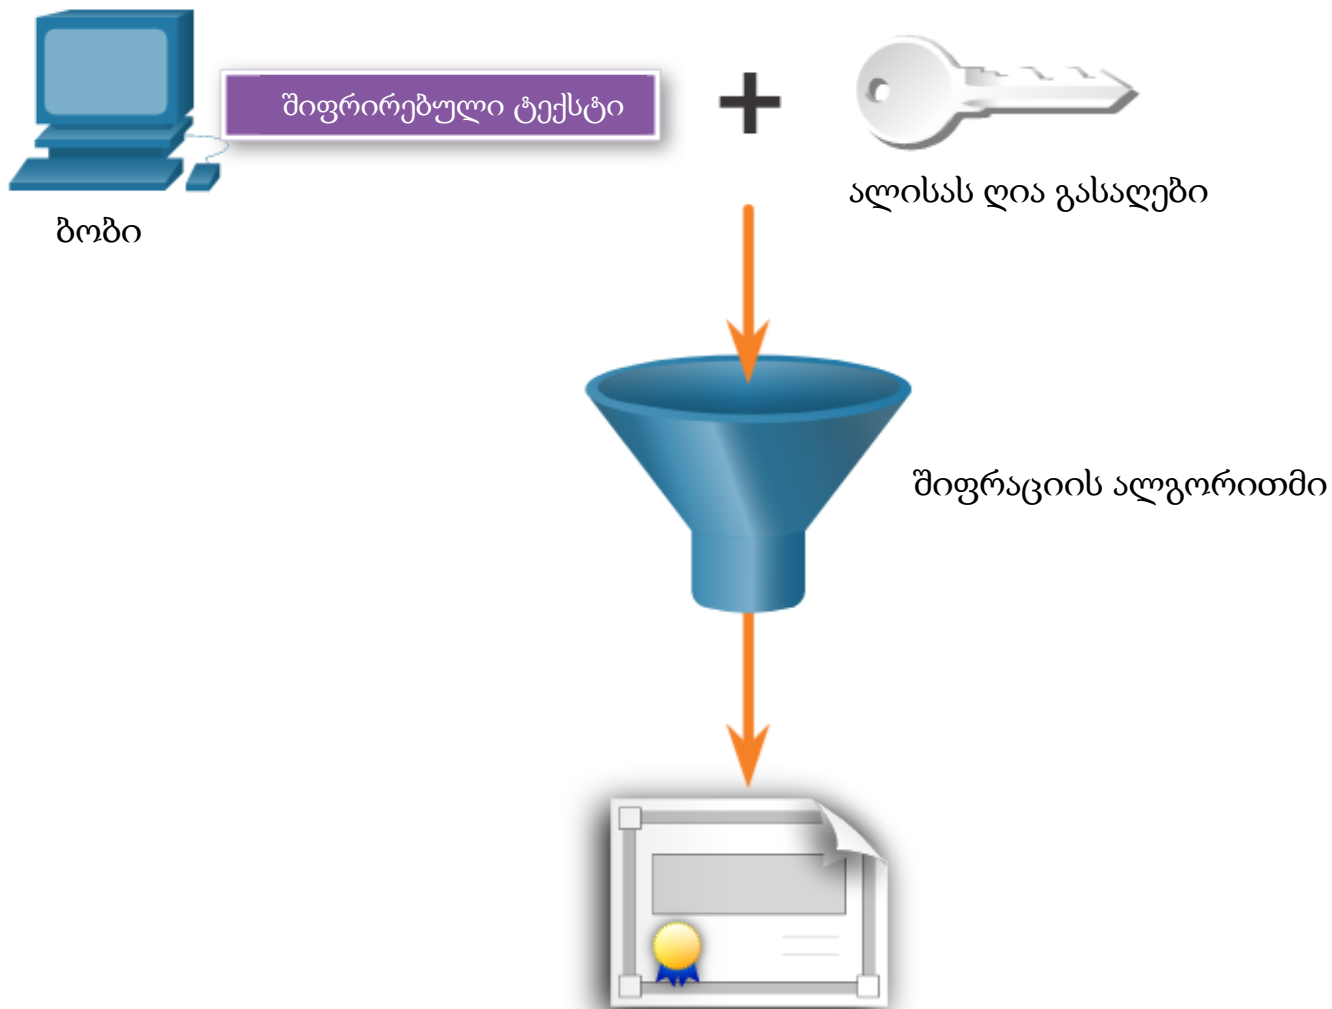 შიფრირებული ტექსტი
ალისას ღია გასაღები
ბობი
შიფრაციის ალგორითმი